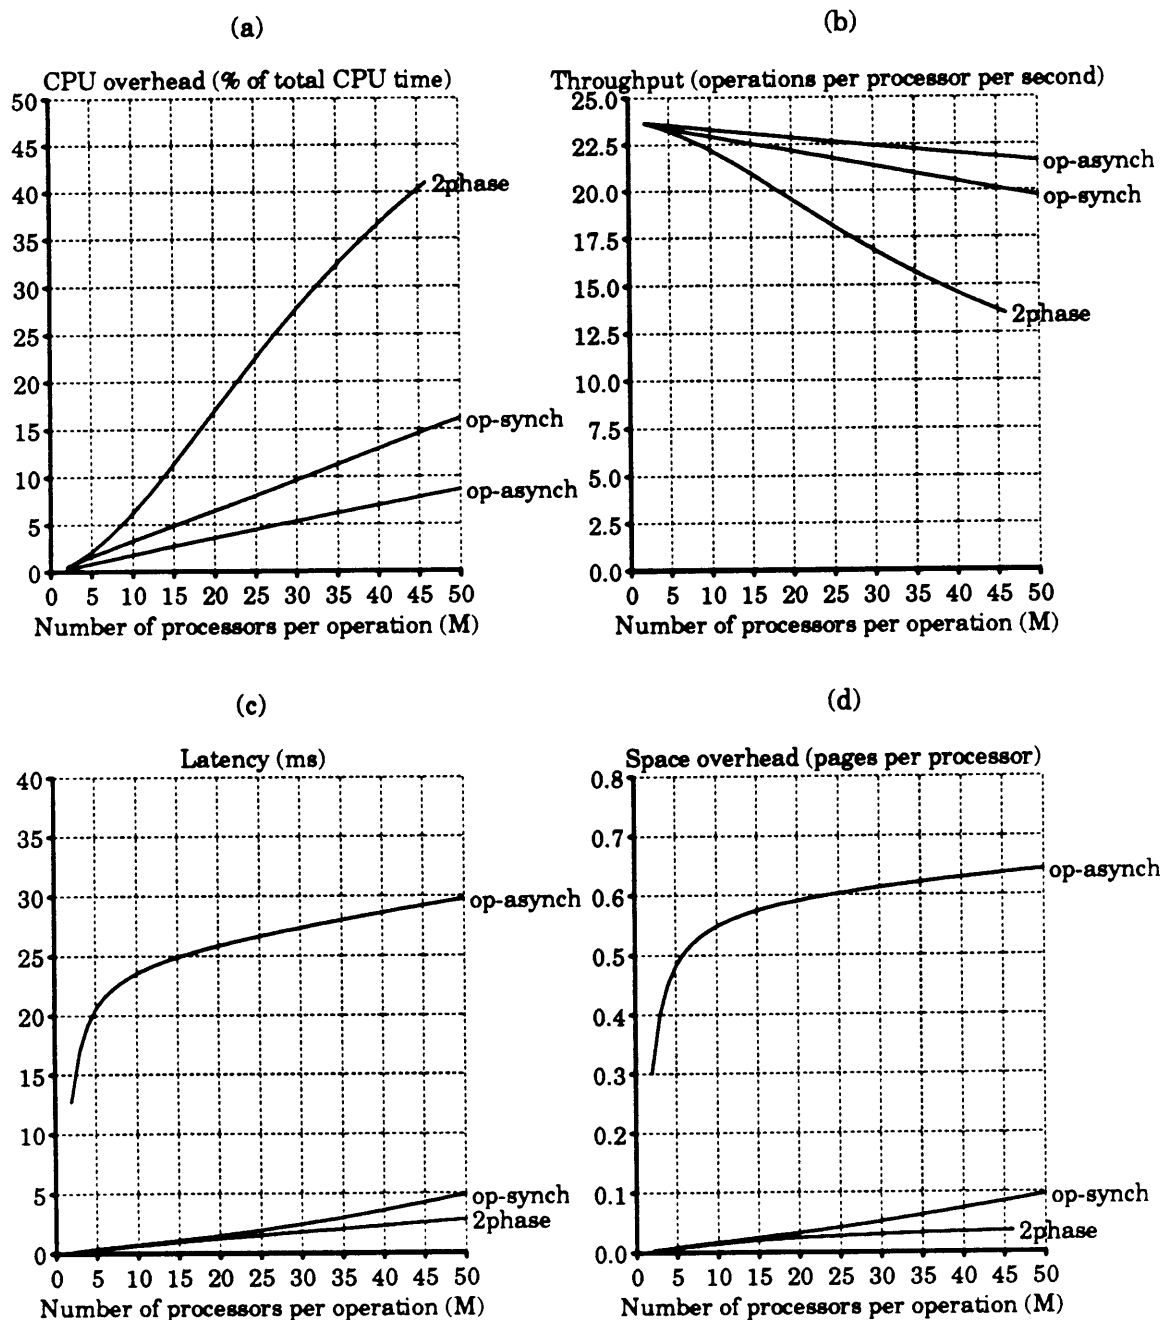 (a)
CPU overhead (% of total CPU time)
50
45
40
35
30
25
20
15
10
5
0
2phase
op-synch
op-asynch
0 5 10 15 20 25 30 35 40 45 50
Number of processors per operation (M)
(b)
Throughput (operations per processor per second)
25.0
22.5
20.0
17.5
15.0
12.5
10.0
7.5
5.0
2.5
0.0
op-asynch
op-synch
2phase
0 5 10 15 20 25 30 35 40 45 50
Number of processors per operation (M)
(c)
Latency (ms)
40
35
30
25
20
15
10
5
0
op-asynch
op-synch
2phase
0 5 10 15 20 25 30 35 40 45 50
Number of processors per operation (M)
(d)
Space overhead (pages per processor)
0.8
0.7
0.6
0.5
0.4
0.3
0.2
0.1
0.0
op-asynch
op-synch
2phase
0 5 10 15 20 25 30 35 40 45 50
Number of processors per operation (M)